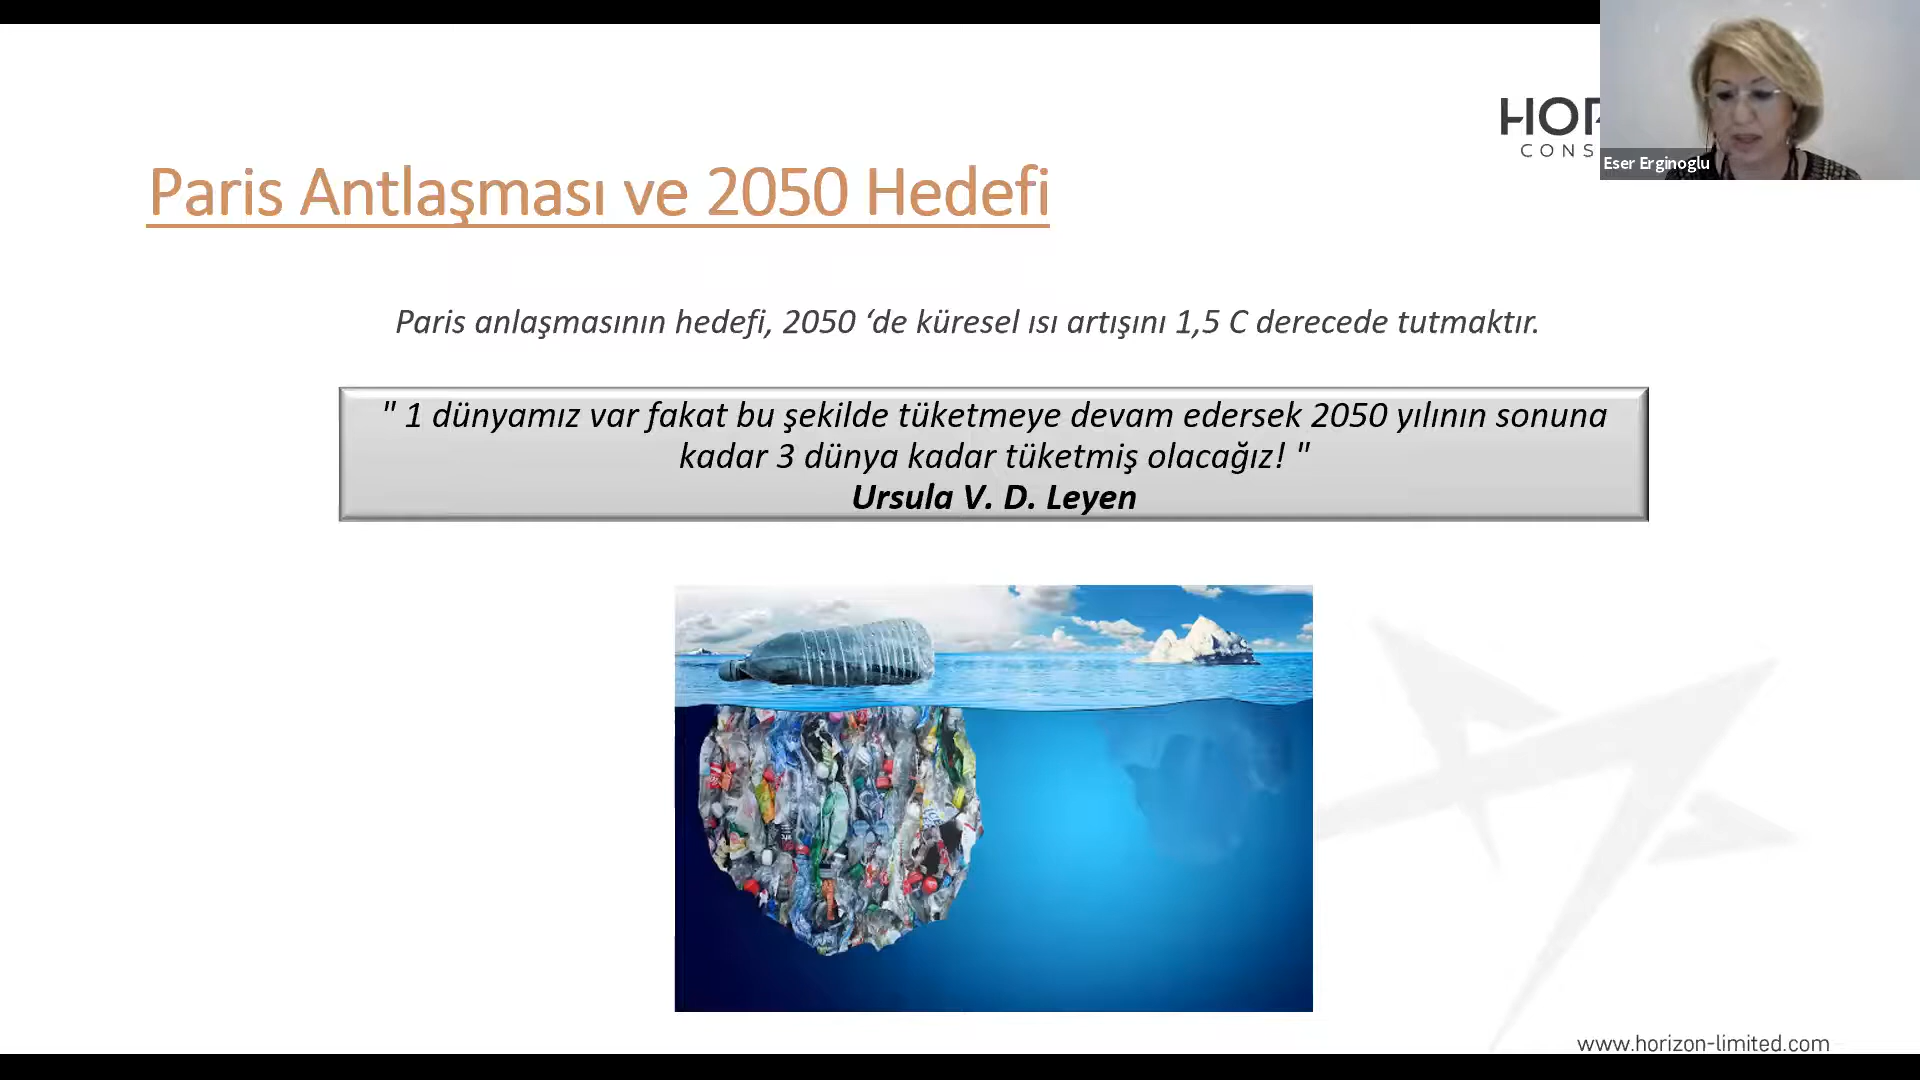 HOR
CONS
Eser Erginoglu
Paris Antlaşması ve 2050 Hedefi
Paris anlaşmasının hedefi, 2050 ‘de küresel ısı artışını 1,5 C derecede tutmaktır.
" 1 dünyamız var fakat bu şekilde tüketmeye devam edersek 2050 yılının sonuna
kadar 3 dünya kadar tüketmiş olacağız! "
Ursula V. D. Leyen
www.horizon-limited.com